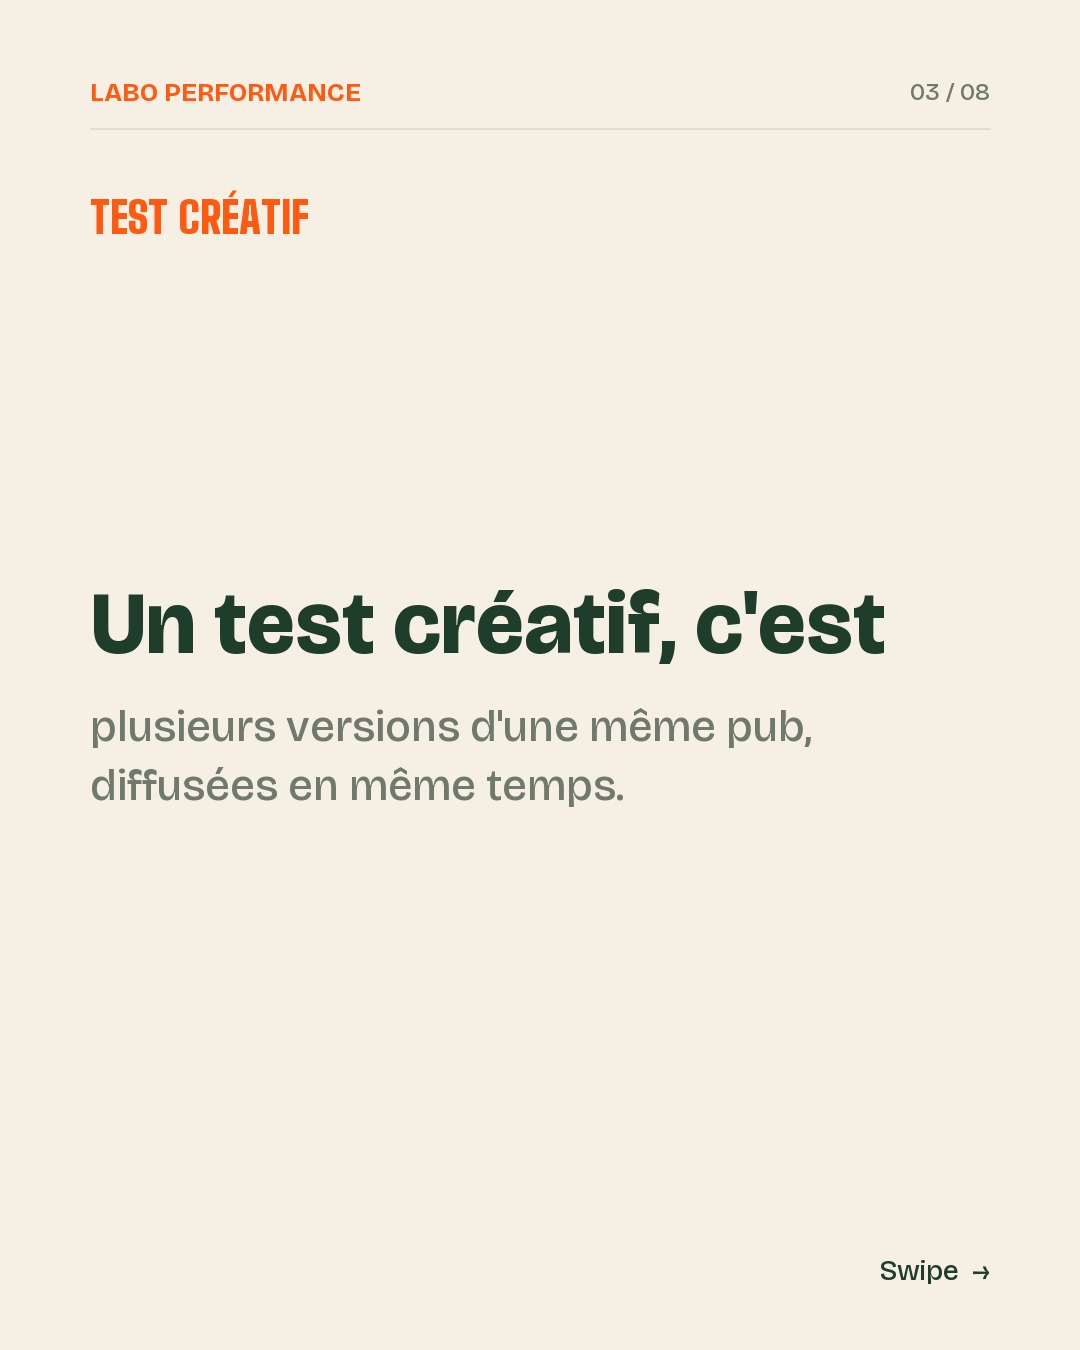 LABO PERFORMANCE
03 / 08
TEST CRÉATIF
Un test créatif, c'est
plusieurs versions d'une même pub,
diffusées en même temps.
Swipe →